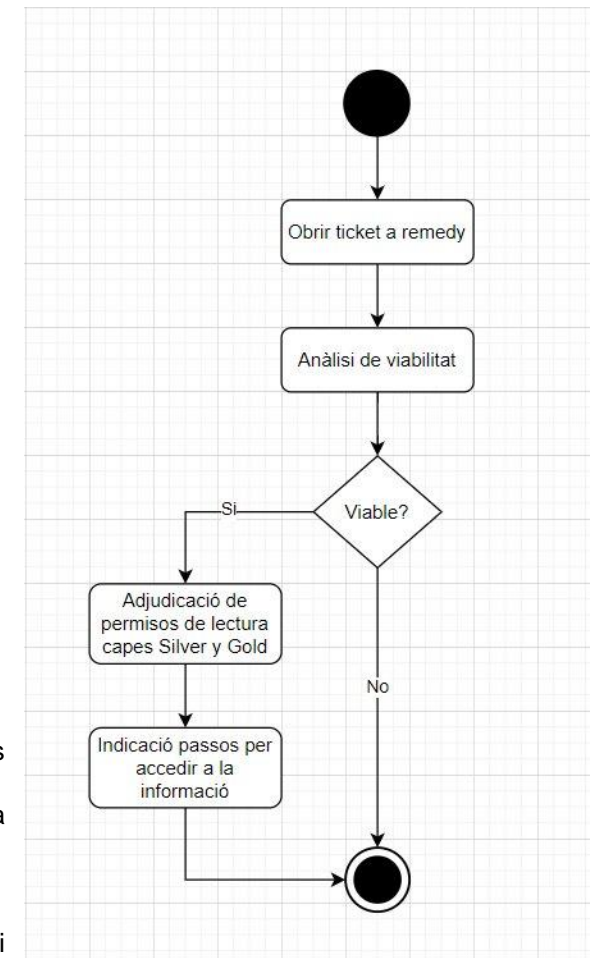 Obrir ticket a remedy
Anàlisi de viabilitat
Viable?
Si
Adjudicació de
permisos de lectura
capes Silver y Gold
No
Indicació passos per
accedir a la
informació
s
a
i